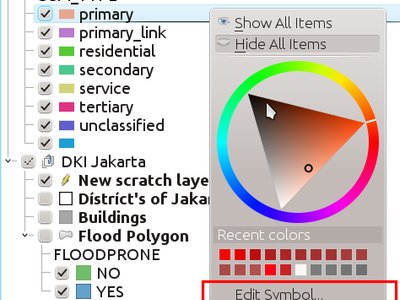 primary
primary_link
residential
secondary
service
tertiary
unclassified
DKI Jakarta
New scratch laye
District's of Jaka
Buildings
Flood Polygon
FLOODPRONE
NO
YES
Show All Items
Hide All Items
Recent colors
Edit Symbol...